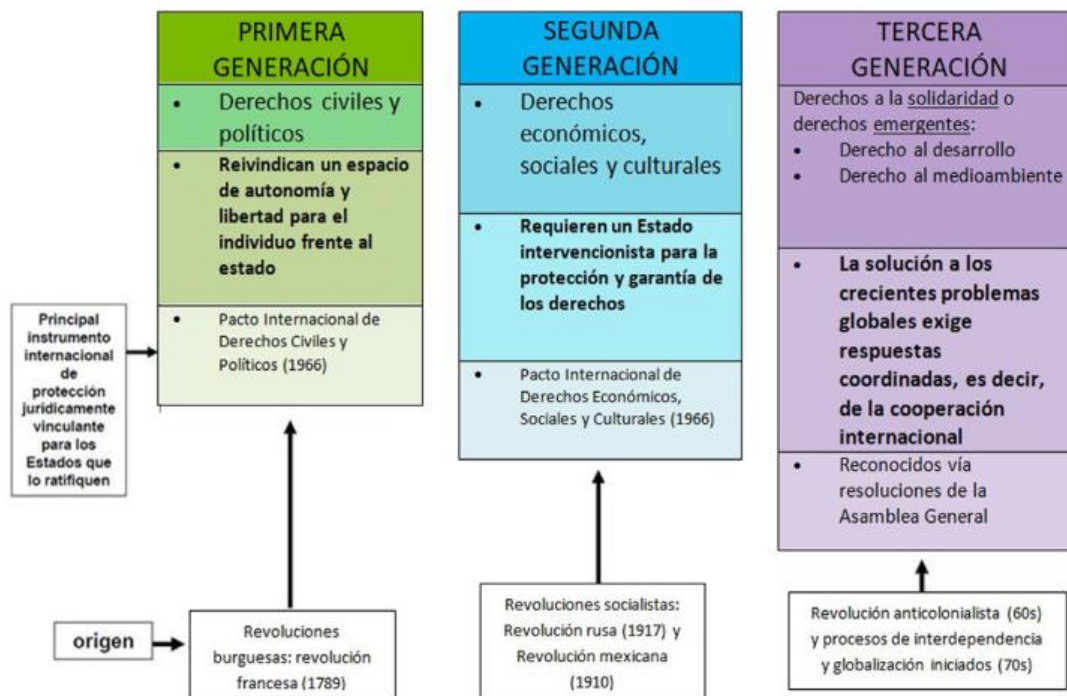 PRIMERA
GENERACIÓN
• Derechos civiles y
políticos
• Reivindican un espacio
de autonomía y
libertad para el
individuo frente al
estado
• Pacto Internacional de
Derechos Civiles y
Políticos (1966)
SEGUNDA
GENERACIÓN
• Derechos
económicos,
sociales y culturales
• Requieren un Estado
intervencionista para la
protección y garantía de
los derechos
• Pacto Internacional de
Derechos Económicos,
Sociales y Culturales (1966)
TERCERA
GENERACIÓN
Derechos a la solidaridad o
derechos emergentes:
• Derecho al desarrollo
• Derecho al medioambiente
• La solución a los
crecientes problemas
globales exige
respuestas
coordinadas, es decir,
de la cooperación
internacional
• Reconocidos vía
resoluciones de la
Asamblea General
Principal
instrumento
internacional
de
protección
jurídicamente
vinculante
para los
Estados que
lo ratifiquen
origen
Revoluciones
burguesas: revolución
francesa (1789)
Revoluciones socialistas:
Revolución rusa (1917) y
Revolución mexicana
(1910)
Revolución anticolonialista (60s)
y procesos de interdependencia
y globalización iniciados (70s)